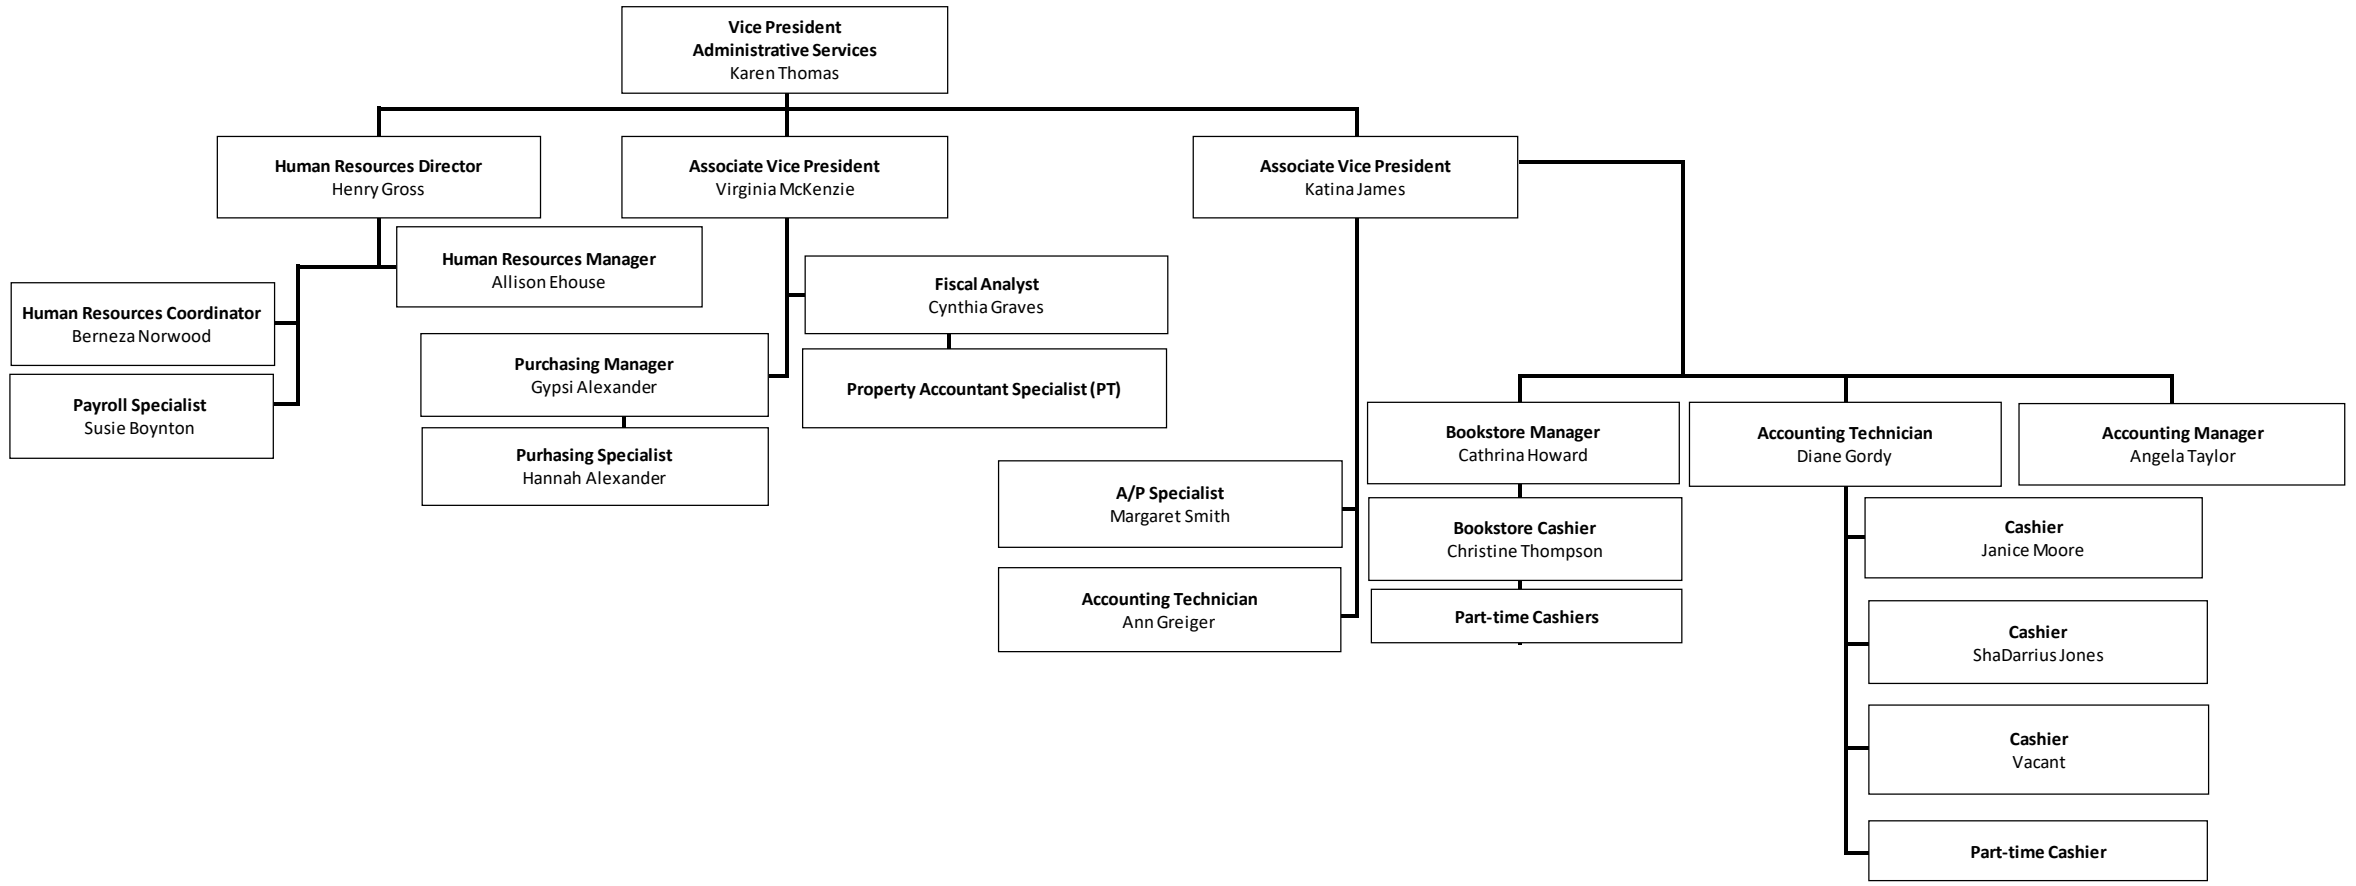 Vice President
Administrative Services
Karen Thomas
Human Resources Director
Henry Gross
Associate Vice President
Virginia McKenzie
Associate Vice President
Katina James
Human Resources Manager
Allison Ehouse
Human Resources Coordinator
Berneza Norwood
Payroll Specialist
Susie Boynton
Fiscal Analyst
Cynthia Graves
Property Accountant Specialist (PT)
Purchasing Manager
Gypsi Alexander
Purhasing Specialist
Hannah Alexander
A/P Specialist
Margaret Smith
Accounting Technician
Ann Greiger
Bookstore Manager
Cathrina Howard
Bookstore Cashier
Christine Thompson
Part-time Cashiers
Accounting Technician
Diane Gordy
Accounting Manager
Angela Taylor
Cashier
Janice Moore
Cashier
ShaDarrius Jones
Cashier
Vacant
Part-time Cashier